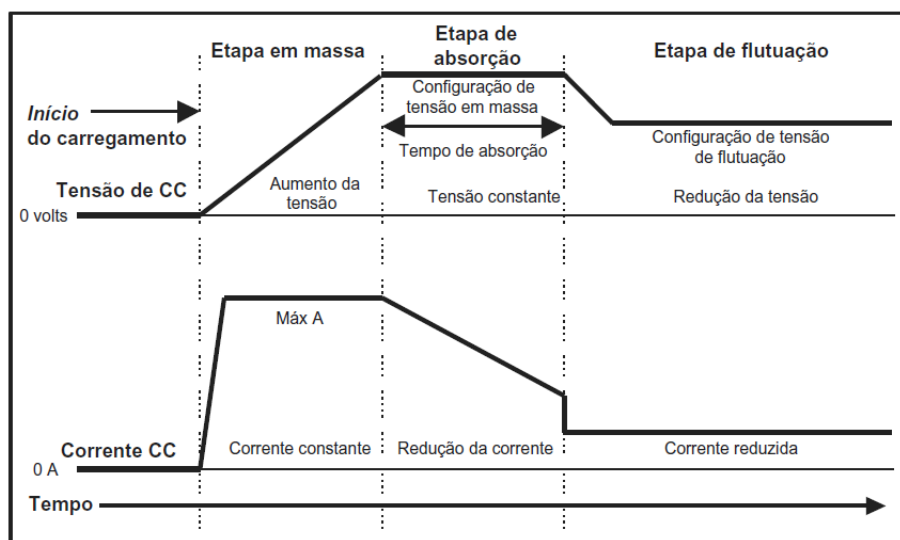 Etapa em massa
Etapa de
absorção
Etapa de flutuação
Início
do carregamento
Configuração de
tensão em massa
Tempo de absorção
Configuração de tensão
de flutuação
Tensão de CC
Aumento da
tensão
Tensão constante
Redução da tensão
0 volts
Máx A
Corrente CC
Corrente constante
Redução da corrente
Corrente reduzida
0 A
Tempo